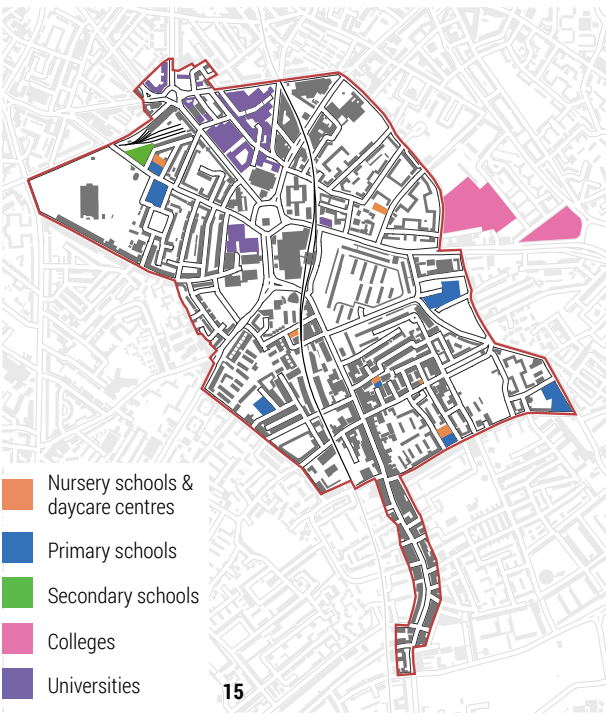 Nursery schools &
daycare centres
Primary schools
Secondary schools
Colleges
Universities
15